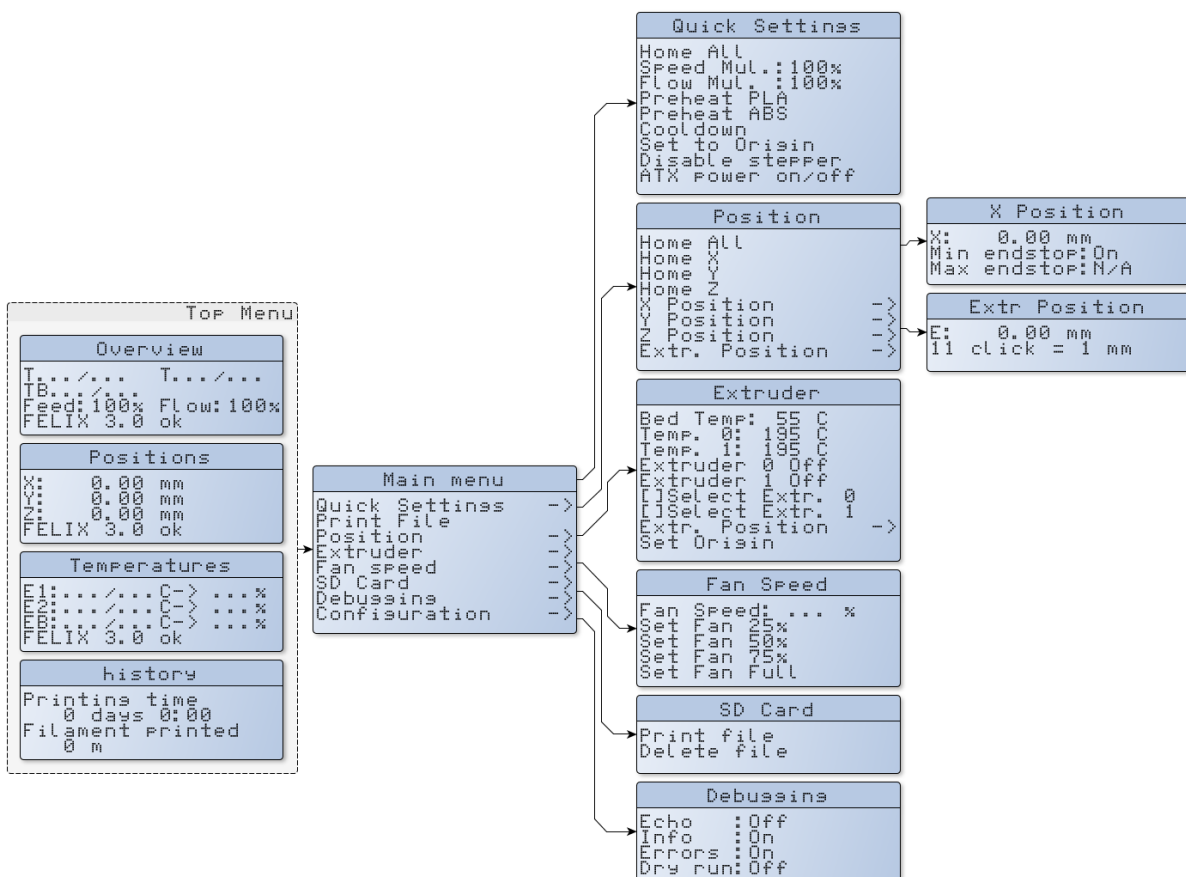 Top Menu
Overview
T.../... T.../...
TB.../...
Feed:100% Flow:100%
FELIX 3.0 ok
Positions
X: 0.00 mm
Y: 0.00 mm
Z: 0.00 mm
FELIX 3.0 ok
Temperatures
E1:.../...C-> ...%
E2:.../...C-> ...%
EB:.../...C-> ...%
FELIX 3.0 ok
history
Printing time
0 days 0:00
Filament printed
0 m
Main menu
Quick Settings ->
Print File
Position ->
Extruder ->
Fan speed ->
SD Card ->
Debugging ->
Configuration ->
Quick Settings
Home All
Speed Mul.:100%
Flow Mul. :100%
Preheat PLA
Preheat ABS
Cooldown
Set to Origin
Disable stepper
ATX power on/off
Position
Home All
Home X
Home Y
Home Z
X Position ->
Y Position ->
Z Position ->
Extr. Position ->
X Position
X: 0.00 mm
Min endstop:On
Max endstop:N/A
Extr Position
E: 0.00 mm
11 click = 1 mm
Extruder
Bed Temp: 55 C
Temp. 0: 195 C
Temp. 1: 195 C
Extruder 0 Off
Extruder 1 Off
[]Select Extr. 0
[]Select Extr. 1
Extr. Position ->
Set Origin
Fan Speed
Fan Speed: ... %
Set Fan 25%
Set Fan 50%
Set Fan 75%
Set Fan Full
SD Card
Print file
Delete file
Debugging
Echo :Off
Info :On
Errors :On
Dry run:Off